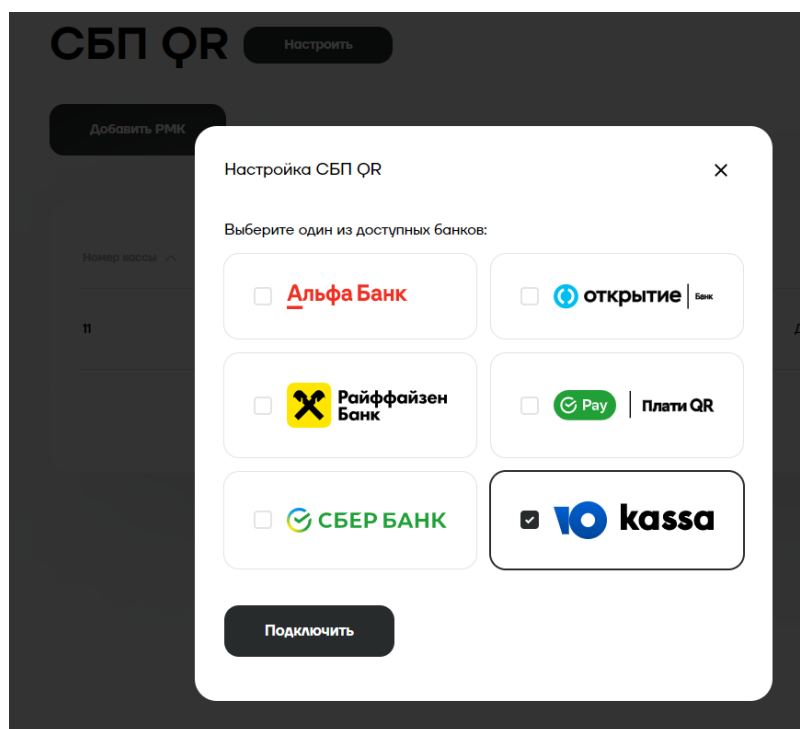 СБП QR
Настроить
Добавить РМК
Настройка СБП QR
Выберите один из доступных банков:
Номер кассы
Альфа Банк
открытие Банк
11
Райффайзен
Банк
Pay Плати QR
СБЕР БАНК
Ю kassa
Подключить